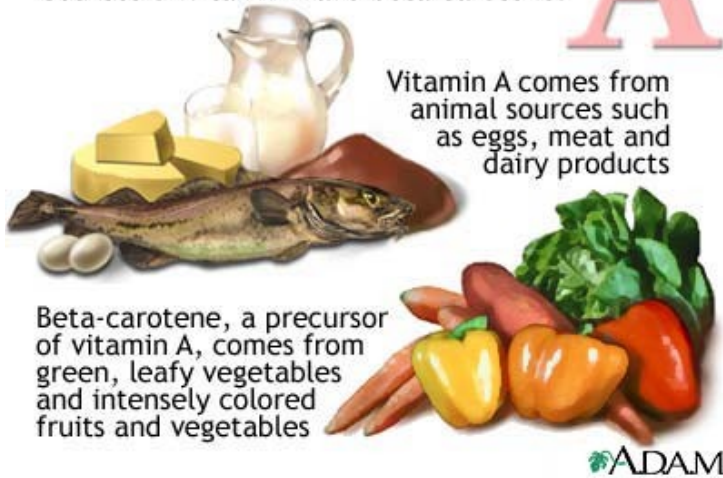 A
Vitamin A comes from
animal sources such
as eggs, meat and
dairy products
Beta-carotene, a precursor
of vitamin A, comes from
green, leafy vegetables
and intensely colored
fruits and vegetables
A.D.A.M